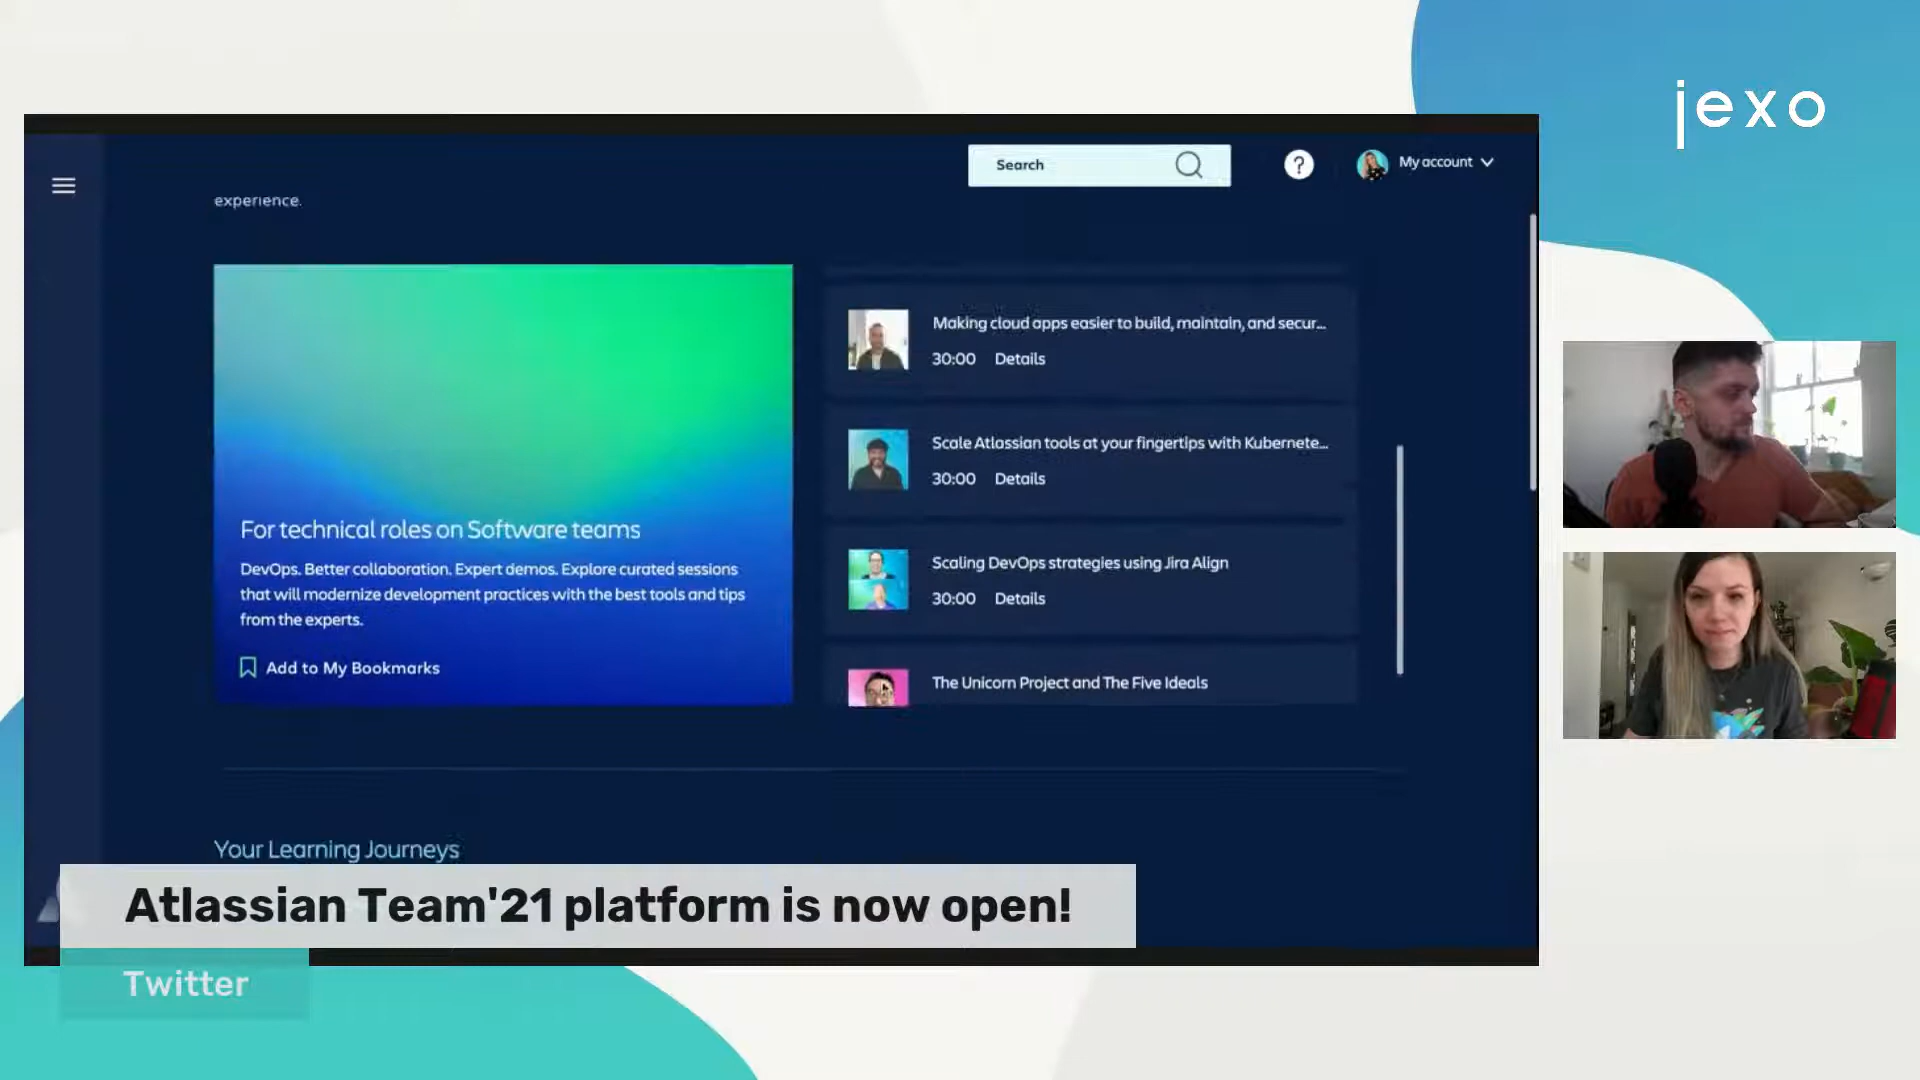 jexo
Search
?
My account
experience.
Making cloud apps easier to build, maintain, and secur...
30:00 Details
Scale Atlassian tools at your fingertips with Kubernete...
30:00 Details
Scaling DevOps strategies using Jira Align
30:00 Details
The Unicorn Project and The Five Ideals
For technical roles on Software teams
DevOps. Better collaboration. Expert demos. Explore curated sessions
that will modernize development practices with the best tools and tips
from the experts.
Add to My Bookmarks
Your Learning Journeys
Atlassian Team'21 platform is now open!
Twitter